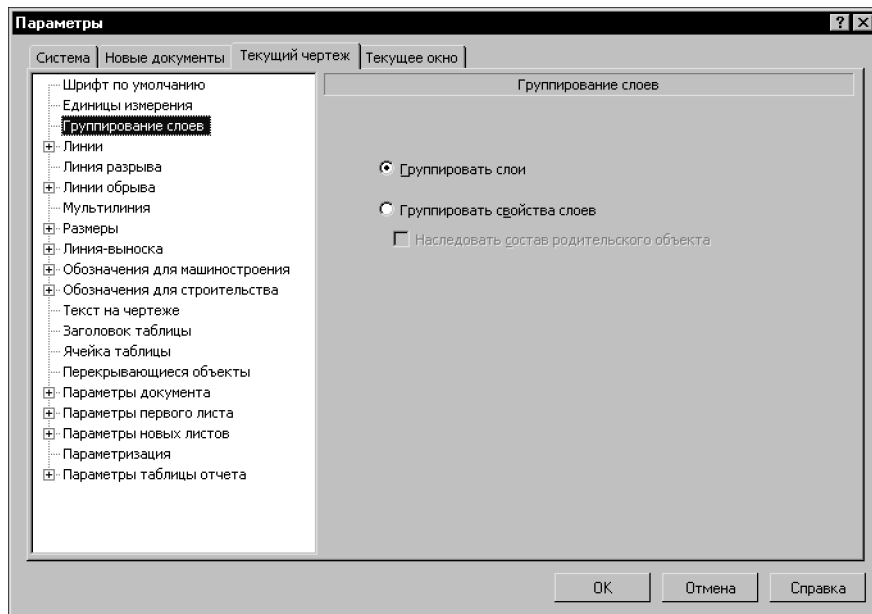 Параметры
Система Новые документы Текущий чертеж Текущее окно
Шрифт по умолчанию
Единицы измерения
Группирование слоев
Линии
Линия разрыва
Линии обрыва
Мультилиния
Размеры
Линия-выноска
Обозначения для машиностроения
Обозначения для строительства
Текст на чертеже
Заголовок таблицы
Ячейка таблицы
Перекрывающиеся объекты
Параметры документа
Параметры первого листа
Параметры новых листов
Параметризация
Параметры таблицы отчета
Группирование слоев
Группировать слои
Группировать свойства слоев
Наследовать состав родительского объекта
OK Отмена Справка